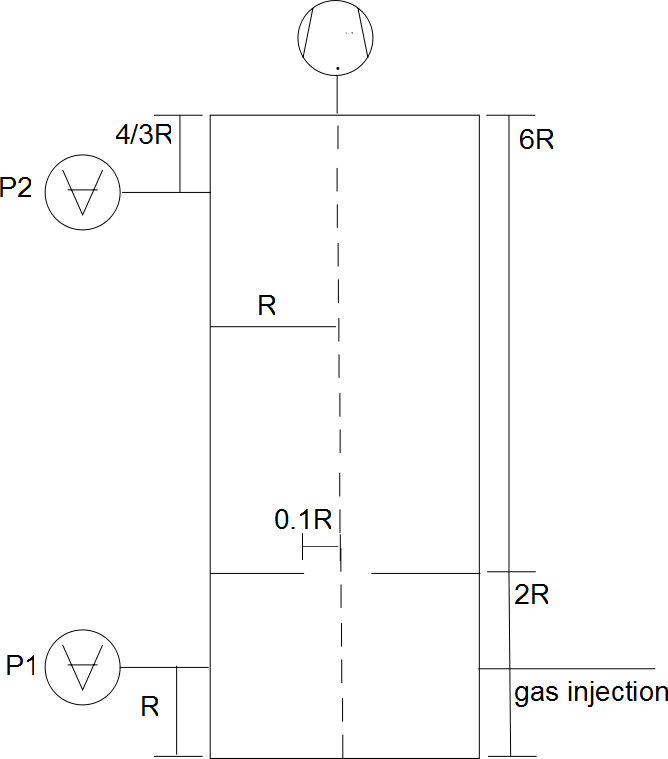 4/3R
6R
P2
R
0.1R
2R
P1
R
gas injection